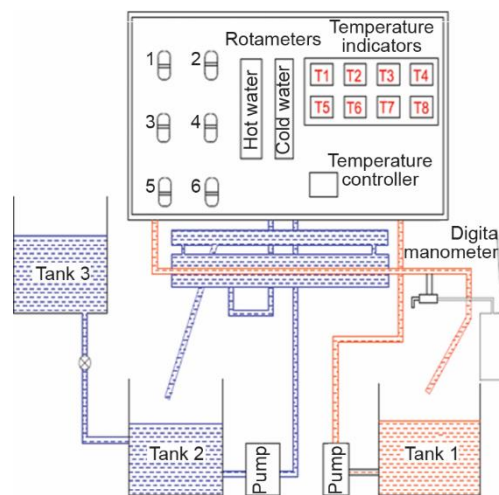 Rotameters
Temperature
indicators
1
2
3
4
5
6
Hot water
Cold water
T1 T2 T3 T4
T5 T6 T7 T8
Temperature
controller
Digita
manometer
Tank 3
Tank 2
Pump
Pump
Tank 1